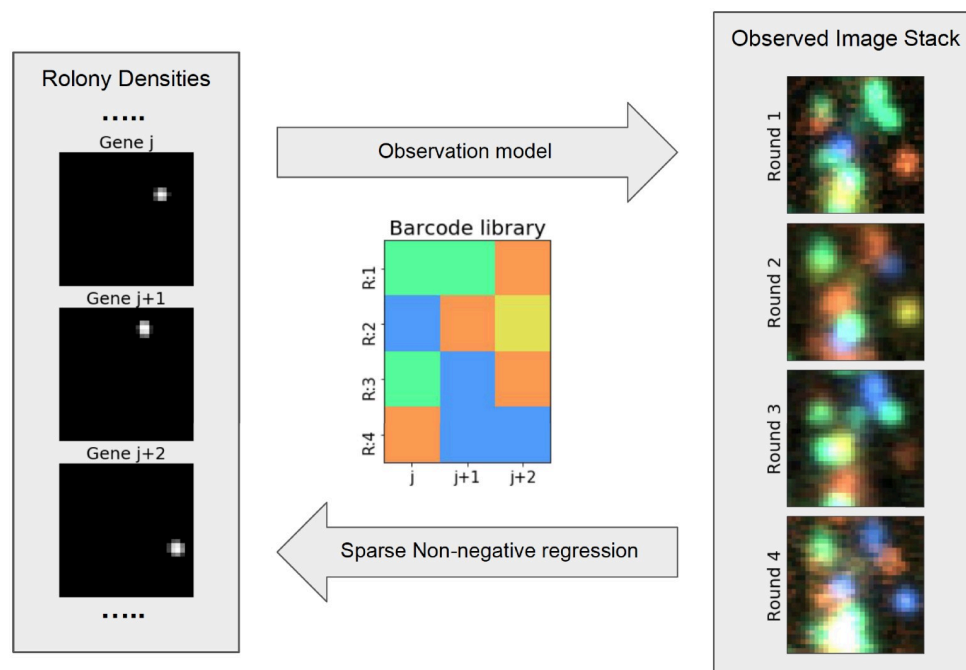 Rolony Densities
.....
Gene j
Gene j+1
Gene j+2
.....
Observation model
Barcode library
R:1
R:2
R:3
R:4
j j+1 j+2
Sparse Non-negative regression
Observed Image Stack
Round 1
Round 2
Round 3
Round 4